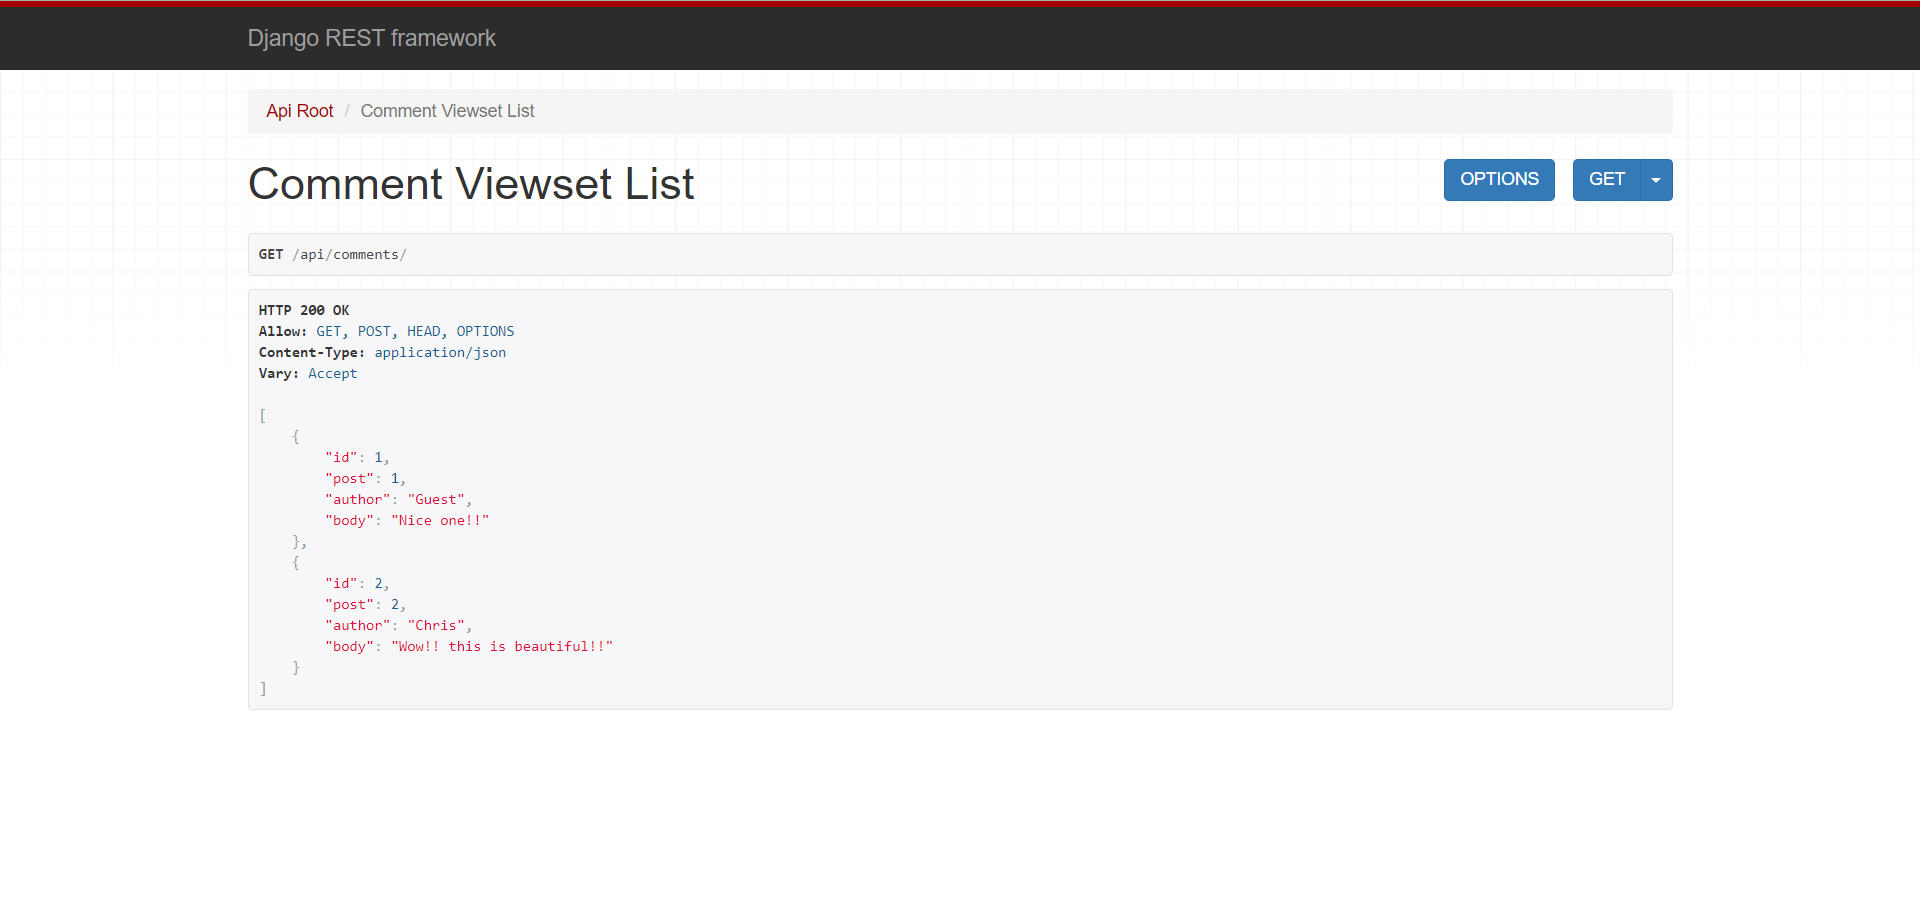 Django REST framework
Api Root / Comment Viewset List
Comment Viewset List
OPTIONS GET
GET /api/comments/
HTTP 200 OK
Allow: GET, POST, HEAD, OPTIONS
Content-Type: application/json
Vary: Accept
[
    {
        "id": 1,
        "post": 1,
        "author": "Guest",
        "body": "Nice one!!"
    },
    {
        "id": 2,
        "post": 2,
        "author": "Chris",
        "body": "Wow!! this is beautiful!!"
    }
]